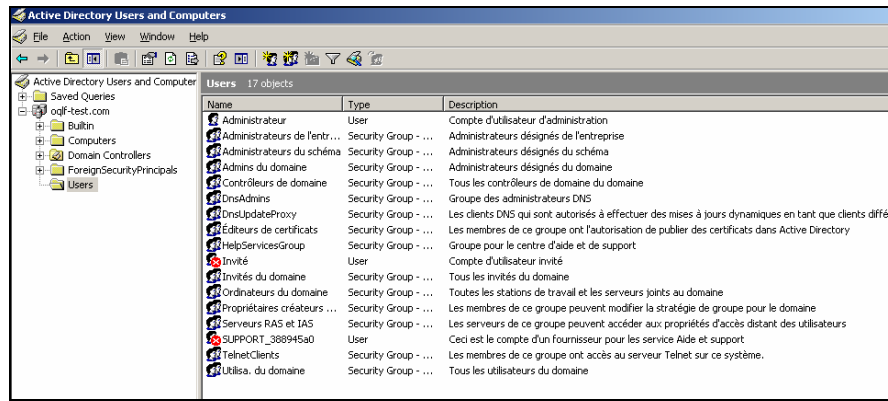 Active Directory Users and Computers
File Action View Window Help
Active Directory Users and Computer
Saved Queries
oqlf-test.com
Builtin
Computers
Domain Controllers
ForeignSecurityPrincipals
Users
Users 17 objects
Name Type Description
Administrateur User Compte d'utilisateur d'administration
Administrateurs de l'entr... Security Group - ... Administrateurs désignés de l'entreprise
Administrateurs du schéma Security Group - ... Administrateurs désignés du schéma
Admins du domaine Security Group - ... Administrateurs désignés du domaine
Contrôleurs de domaine Security Group - ... Tous les contrôleurs de domaine du domaine
DnsAdmins Security Group - ... Groupe des administrateurs DNS
DnsUpdateProxy Security Group - ... Les clients DNS qui sont autorisés à effectuer des mises à jours dynamiques en tant que clients diffé
Éditeurs de certificats Security Group - ... Les membres de ce groupe ont l'autorisation de publier des certificats dans Active Directory
HelpServicesGroup Security Group - ... Groupe pour le centre d'aide et de support
Invité User Compte d'utilisateur invité
Invités du domaine Security Group - ... Tous les invités du domaine
Ordinateurs du domaine Security Group - ... Toutes les stations de travail et les serveurs joints au domaine
Propriétaires créateurs ... Security Group - ... Les membres de ce groupe peuvent modifier la stratégie de groupe pour le domaine
Serveurs RAS et IAS Security Group - ... Les serveurs de ce groupe peuvent accéder aux propriétés d'accès distant des utilisateurs
SUPPORT_388945a0 User Ceci est le compte d'un fournisseur pour les service Aide et support
TelnetClients Security Group - ... Les membres de ce groupe ont accès au serveur Telnet sur ce système.
Utilisa. du domaine Security Group - ... Tous les utilisateurs du domaine